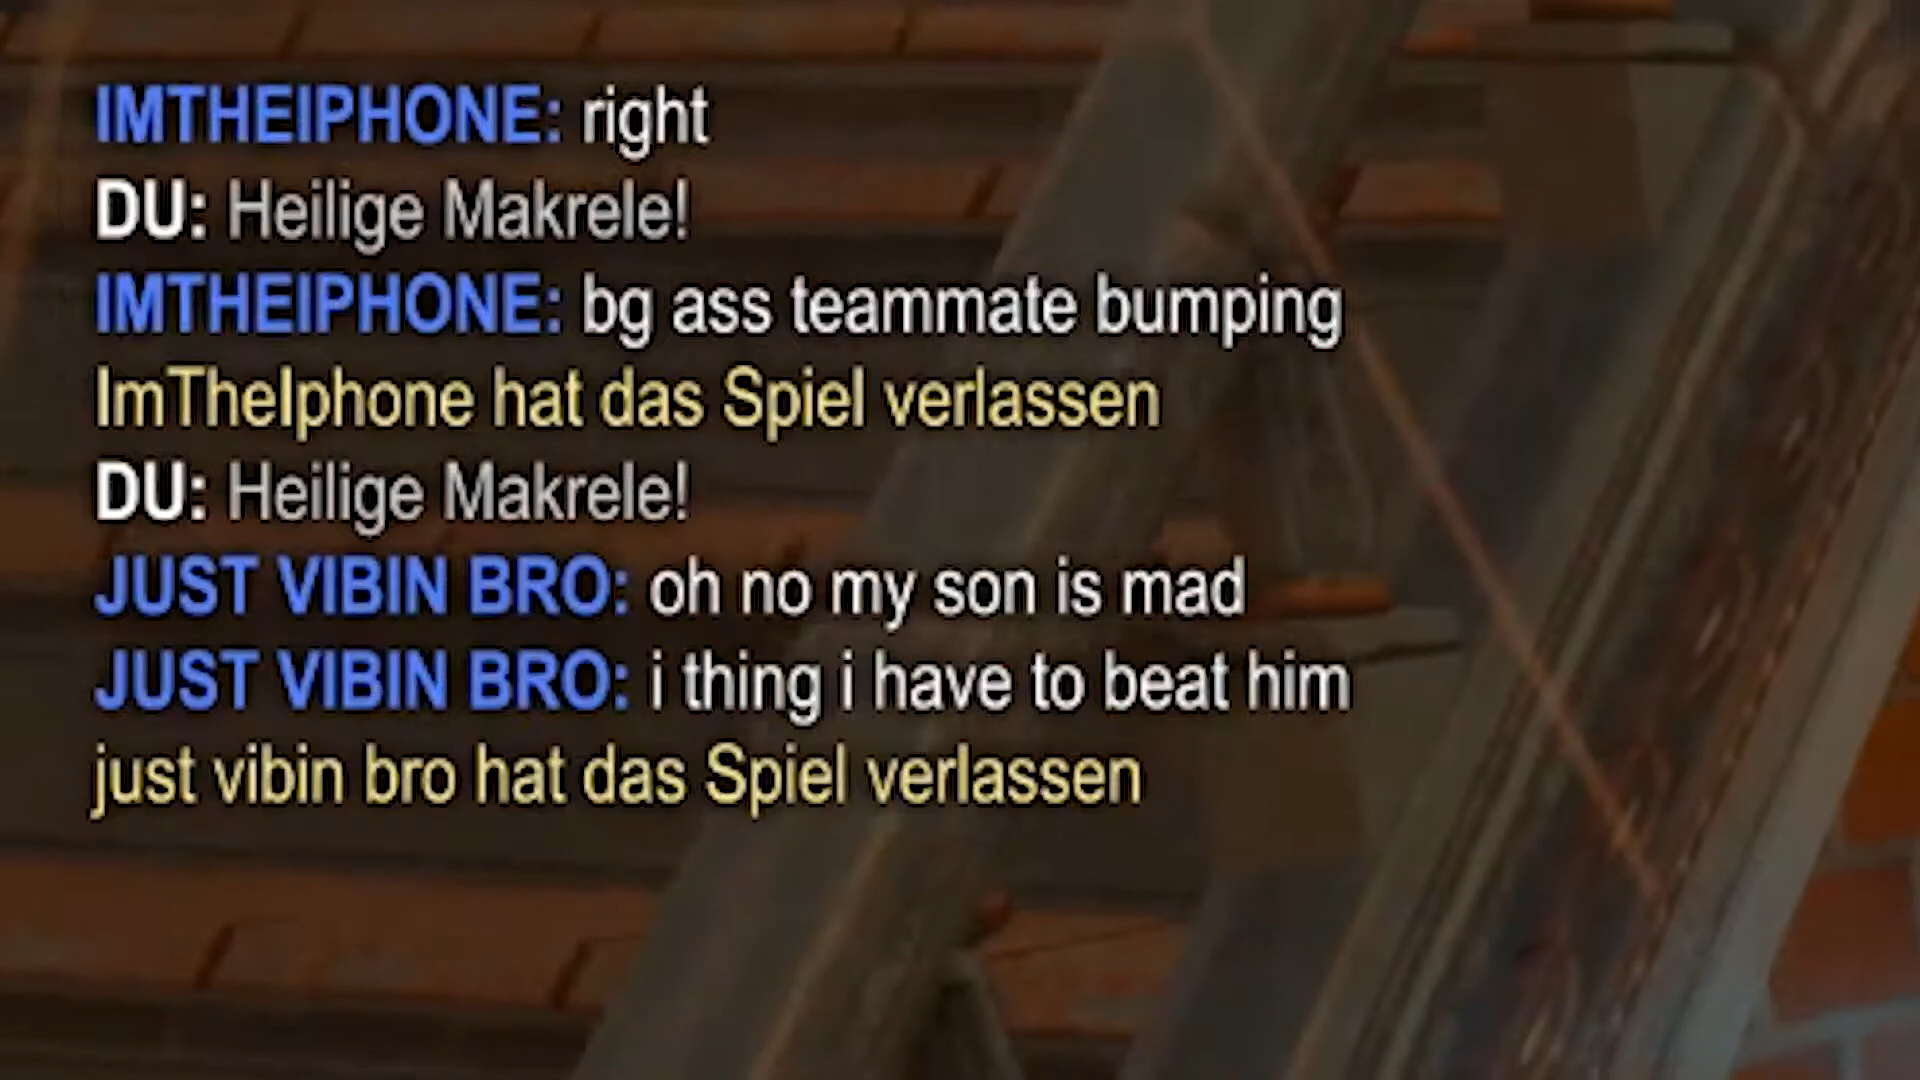 IMTHEIPHONE: right
DU: Heilige Makrele!
IMTHEIPHONE: bg ass teammate bumping
ImTheIphone hat das Spiel verlassen
DU: Heilige Makrele!
JUST VIBIN BRO: oh no my son is mad
JUST VIBIN BRO: i thing i have to beat him
just vibin bro hat das Spiel verlassen